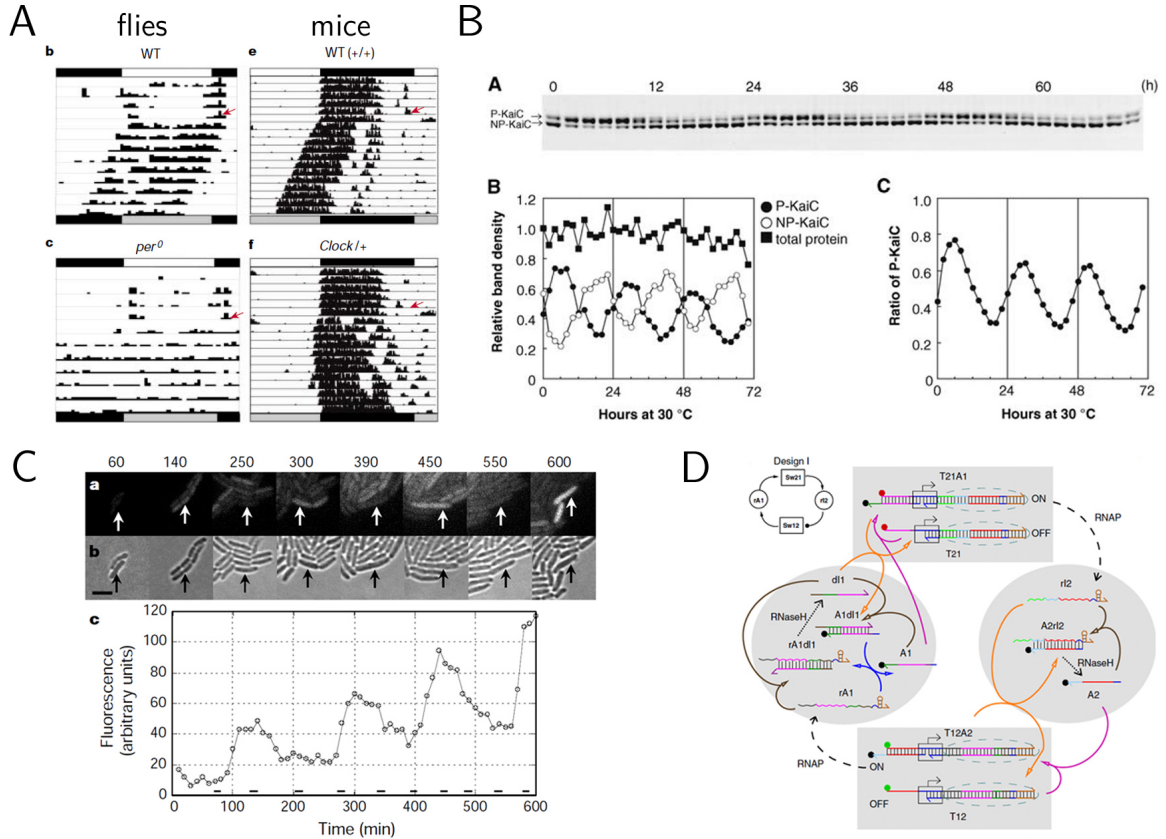 A
flies
mice
b
WT
e
WT (+/+)
c
per⁰
f
Clock/+
B
A
0 12 24 36 48 60 (h)
P-KaiC
NP-KaiC
B
Relative band density
1.2
1.0
0.8
0.6
0.4
0.2
0
0 24 48 72
Hours at 30 °C
P-KaiC
NP-KaiC
total protein
C
Ratio of P-KaiC
1.0
0.8
0.6
0.4
0.2
0
0 24 48 72
Hours at 30 °C
C
60 140 250 300 390 450 550 600
a
b
c
Fluorescence
(arbitrary units)
120
100
80
60
40
20
0
0 100 200 300 400 500 600
Time (min)
D
Design I
Sw21
rA1
rI2
Sw12
T21A1
ON
OFF
T21
RNAP
dI1
RNaseH
A1dI1
rA1dI1
A1
rA1
rI2
A2rI2
RNaseH
A2
RNAP
T12A2
ON
OFF
T12